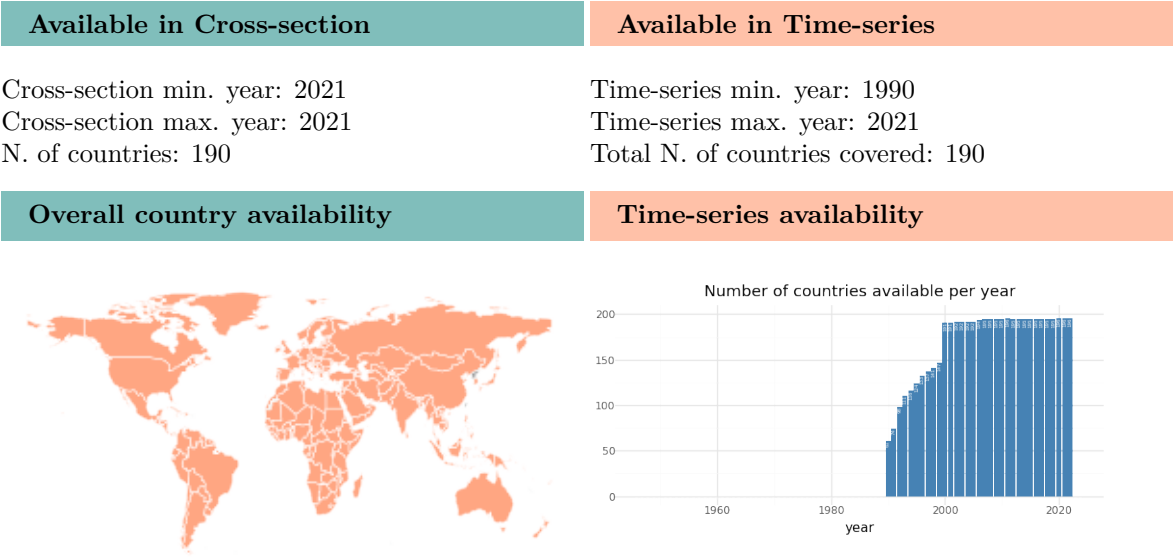 Available in Cross-section
Cross-section min. year: 2021
Cross-section max. year: 2021
N. of countries: 190
Available in Time-series
Time-series min. year: 1990
Time-series max. year: 2021
Total N. of countries covered: 190
Overall country availability
Time-series availability
Number of countries available per year
200
150
100
50
0
1960
1980
2000
2020
year